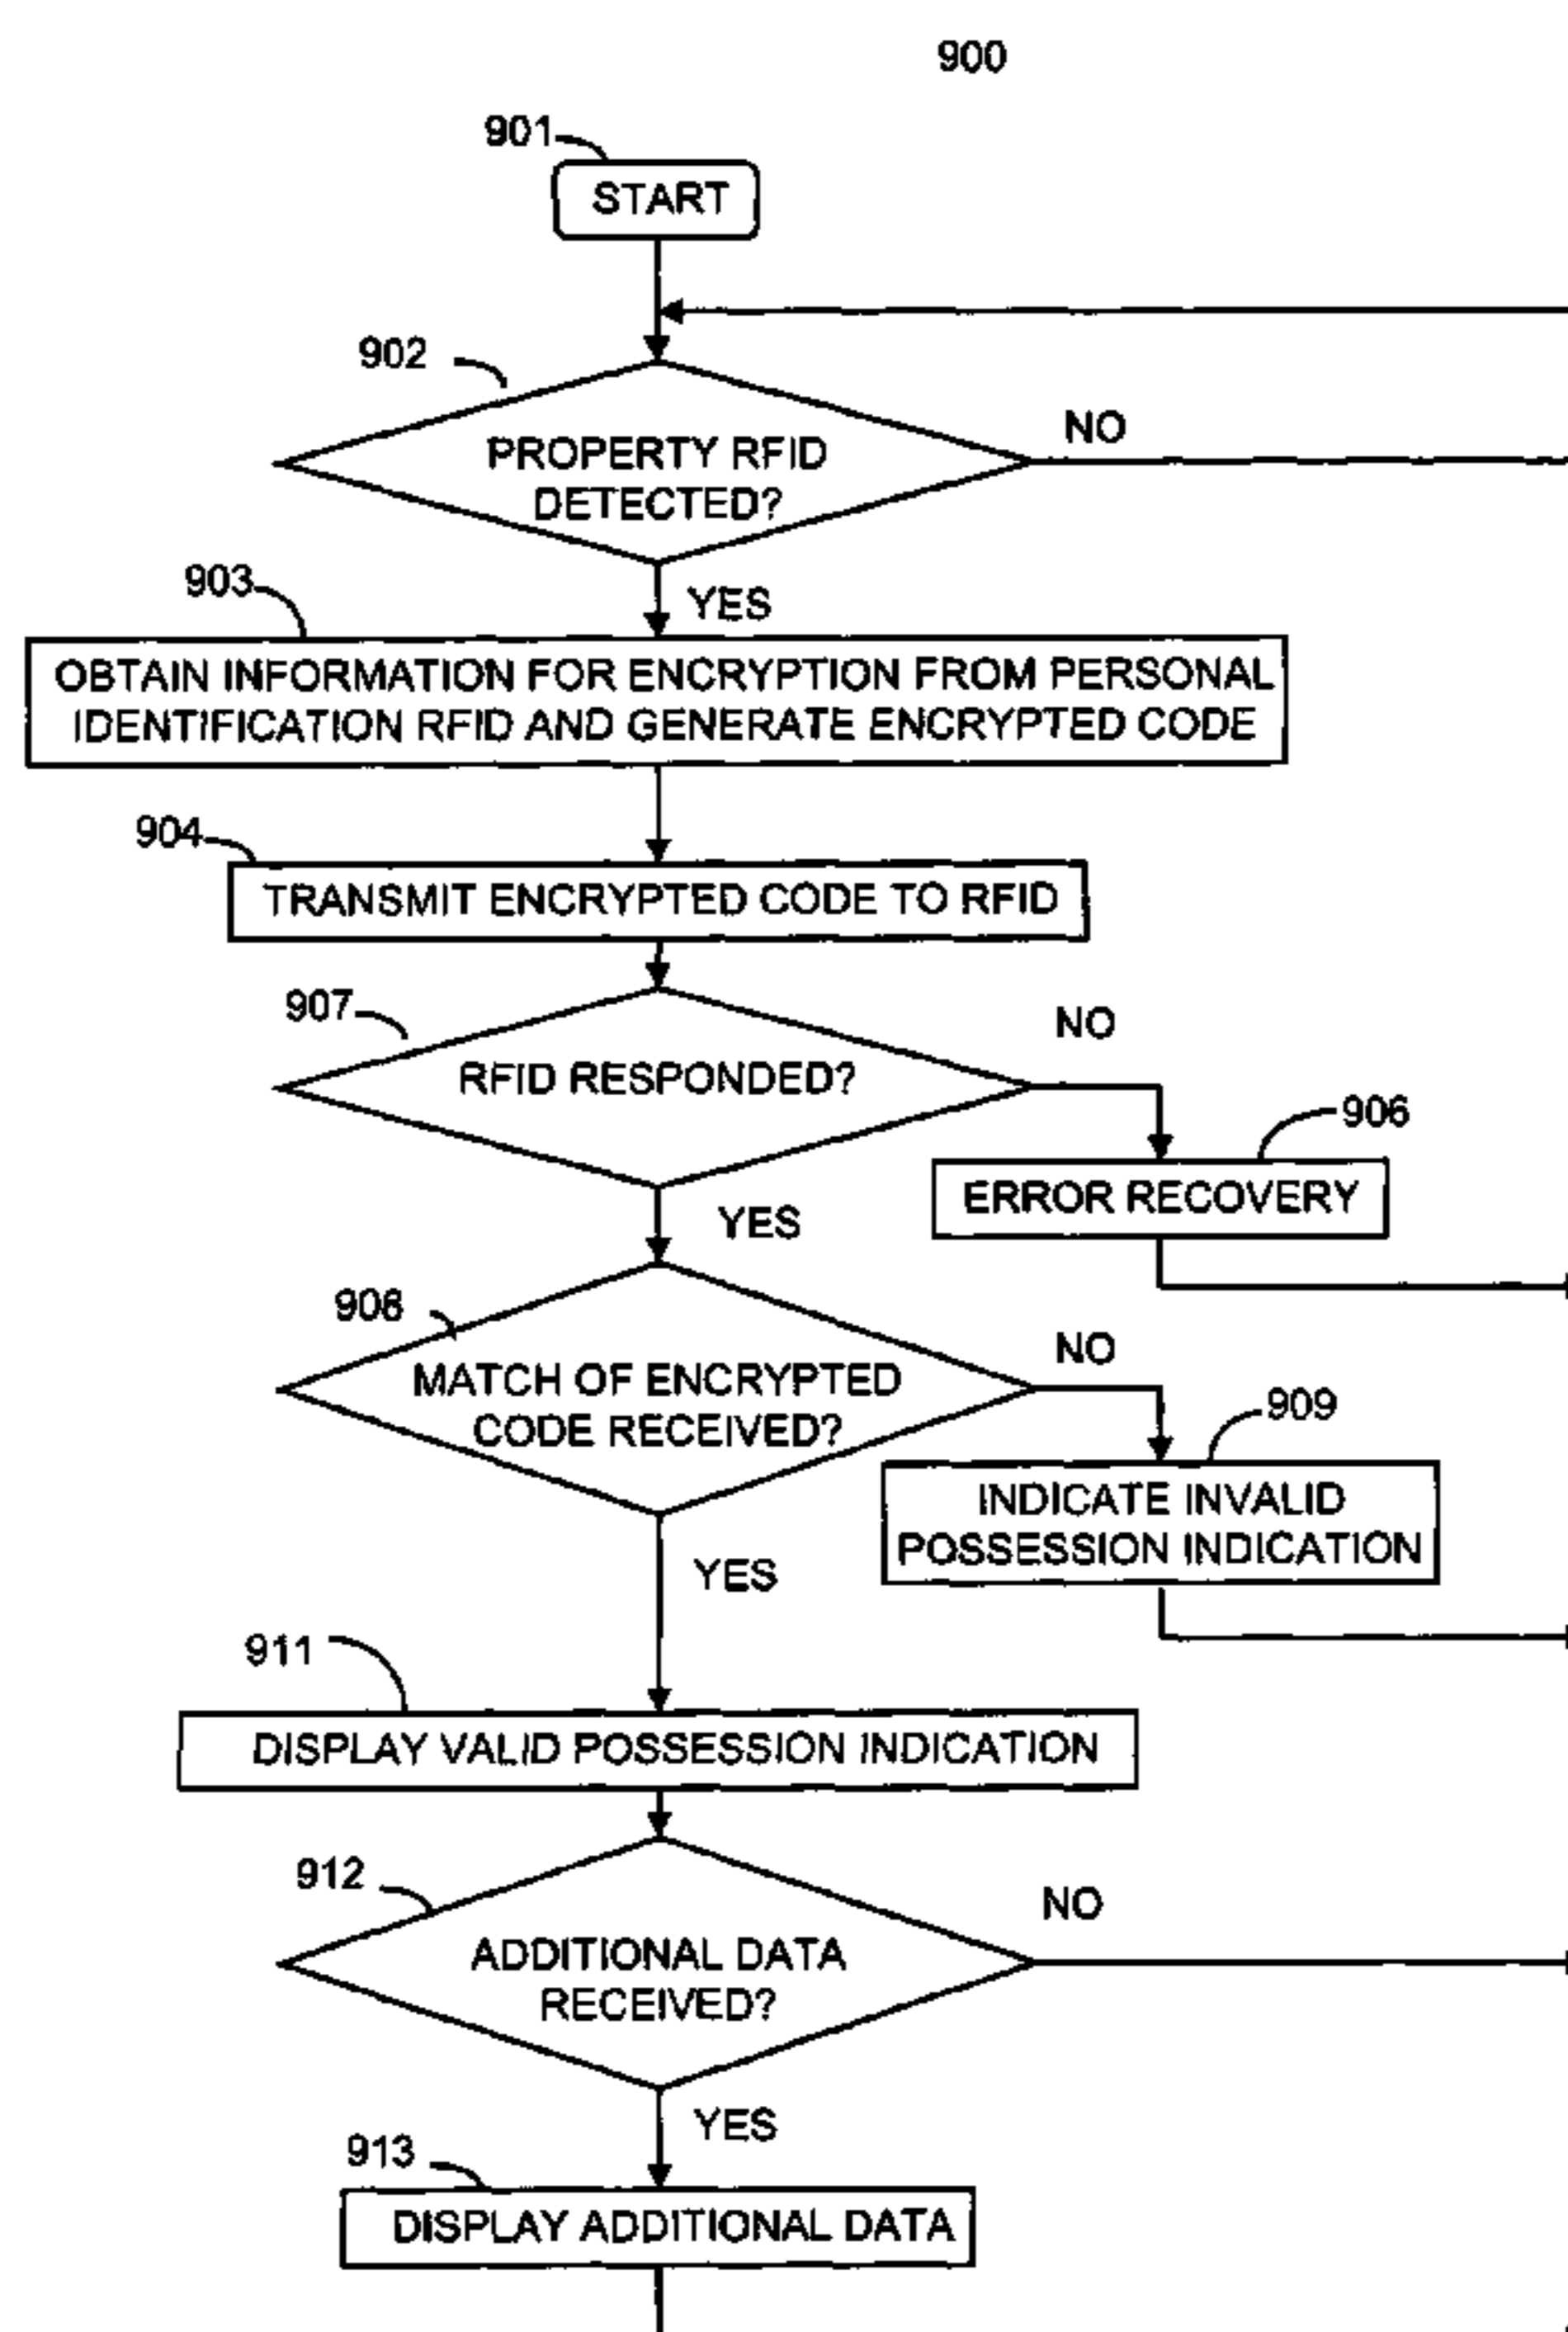 900
901
START
902
PROPERTY RFID
DETECTED?
NO
YES
903
OBTAIN INFORMATION FOR ENCRYPTION FROM PERSONAL
IDENTIFICATION RFID AND GENERATE ENCRYPTED CODE
904
TRANSMIT ENCRYPTED CODE TO RFID
907
RFID RESPONDED?
NO
906
ERROR RECOVERY
YES
908
MATCH OF ENCRYPTED
CODE RECEIVED?
NO
909
INDICATE INVALID
POSSESSION INDICATION
YES
911
DISPLAY VALID POSSESSION INDICATION
912
ADDITIONAL DATA
RECEIVED?
NO
YES
913
DISPLAY ADDITIONAL DATA